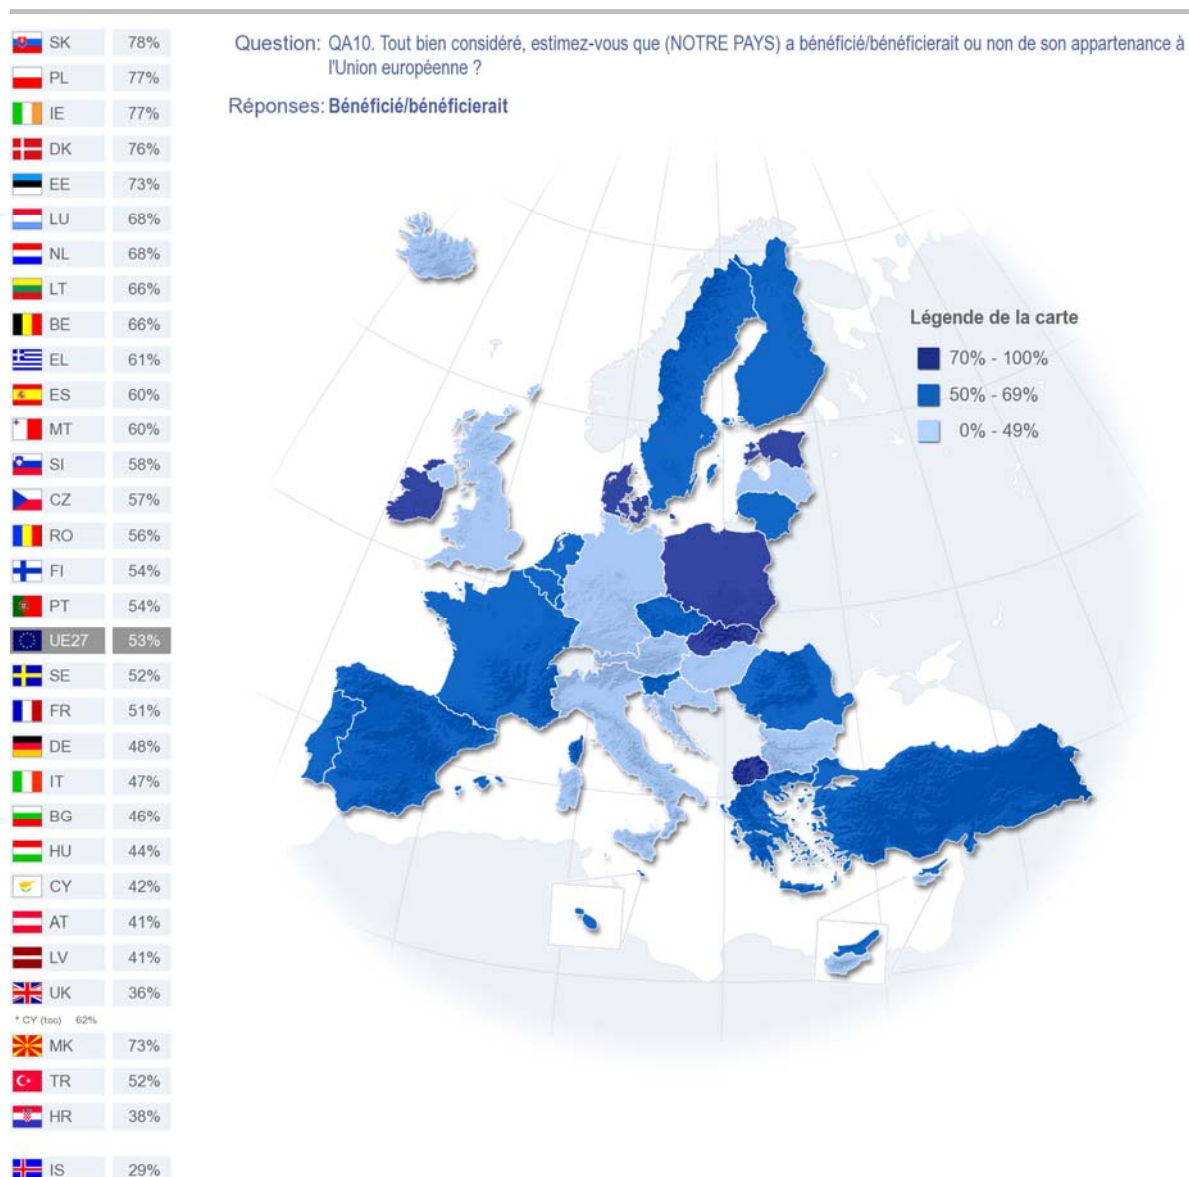 Question: QA10. Tout bien considéré, estimez-vous que (NOTRE PAYS) a bénéficié/bénéficierait ou non de son appartenance à
l'Union européenne ?
Réponses: Bénéficié/bénéficierait
SK 78%
PL 77%
IE 77%
DK 76%
EE 73%
LU 68%
NL 68%
LT 66%
BE 66%
EL 61%
ES 60%
MT 60%
SI 58%
CZ 57%
RO 56%
FI 54%
PT 54%
UE27 53%
SE 52%
FR 51%
DE 48%
IT 47%
BG 46%
HU 44%
CY 42%
AT 41%
LV 41%
UK 36%
* CY (tcc) 62%
MK 73%
TR 52%
HR 38%
IS 29%
Légende de la carte
70% - 100%
50% - 69%
0% - 49%